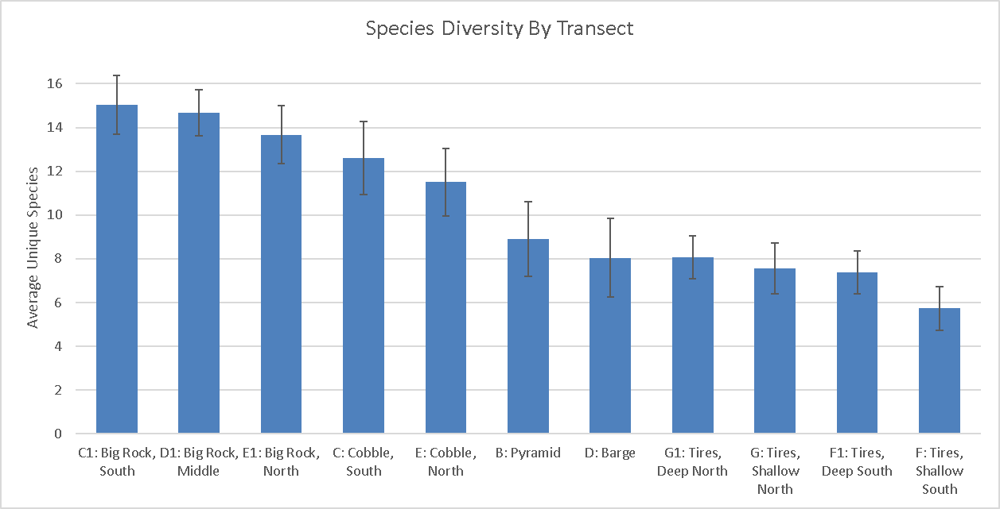 Species Diversity By Transect
Average Unique Species
16
14
12
10
8
6
4
2
0
C1: Big Rock,
South
D1: Big Rock,
Middle
E1: Big Rock,
North
C: Cobble,
South
E: Cobble,
North
B: Pyramid
D: Barge
G1: Tires,
Deep North
G: Tires,
Shallow
North
F1: Tires,
Deep South
F: Tires,
Shallow
South